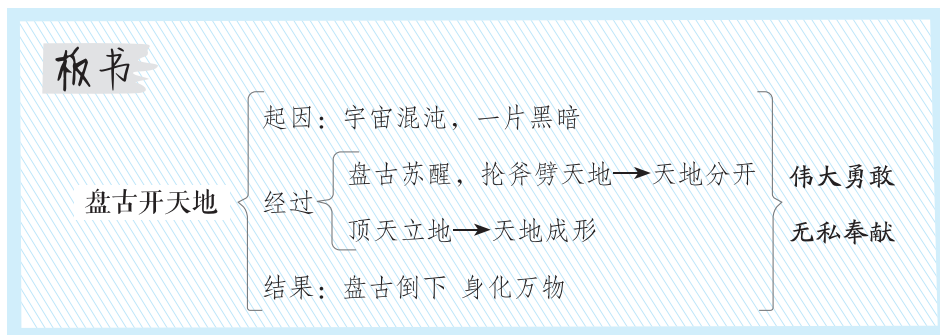 板书
盘古开天地
起因：宇宙混沌，一片黑暗
经过
盘古苏醒，抡斧劈天地→天地分开
顶天立地→天地成形
结果：盘古倒下 身化万物
伟大勇敢
无私奉献